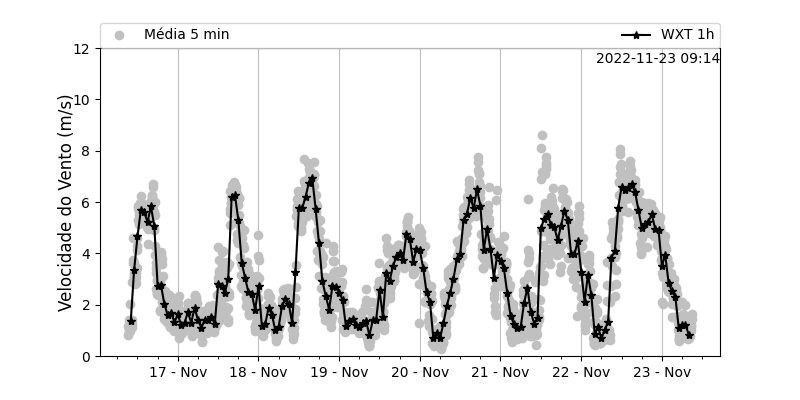 Média 5 min WXT 1h
2022-11-23 09:14
Velocidade do Vento (m/s)
12
10
8
6
4
2
0
17 - Nov 18 - Nov 19 - Nov 20 - Nov 21 - Nov 22 - Nov 23 - Nov